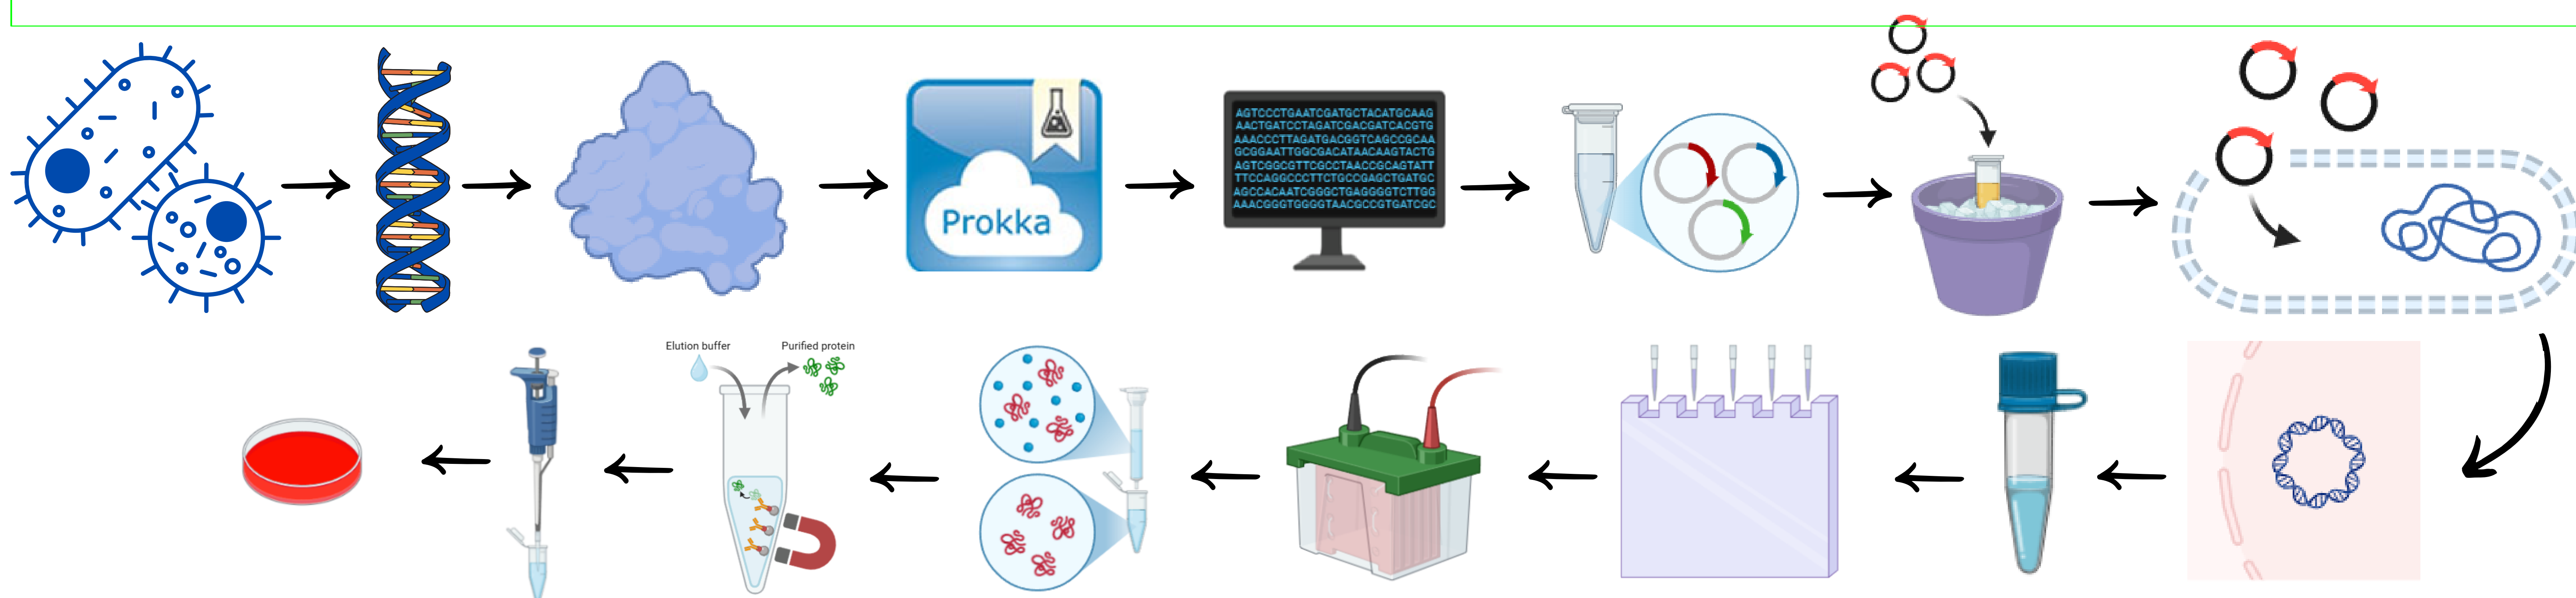 AGTCCCTGAATCGATGCTACATGCAAG
AACTGATCCTAGATCGACGATCACGTG
AAACCCTTAGATGACGGTCAGCCGCAA
GCGGAATTGGCGACATAACAAGTACTG
AGTCGGCGTTCGCCTAACCGCAGTATT
TTCCAGGCCCTTCTGCCGAGCTGATGC
AGCCACAATCGGGCTGAGGGGTCTTGG
AAACGGGTGGGGTAACGCCGTGATCGC
Prokka
Elution buffer
Purified protein